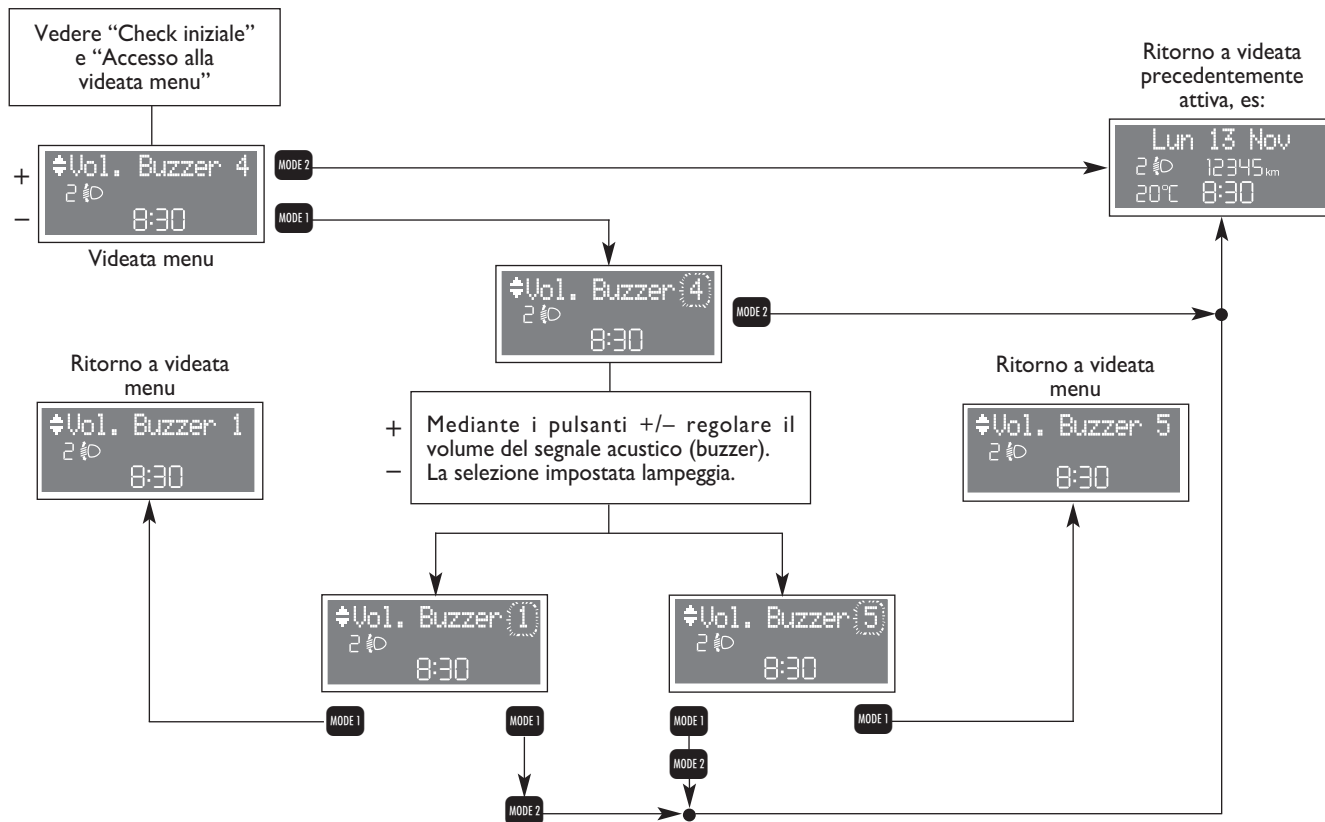 Vedere “Check iniziale”
e “Accesso alla
videata menu”
Ritorno a videata
precedentemente
attiva, es:
+
–
Vol. Buzzer 4
2
8:30
MODE 2
MODE 1
Videata menu
Lun 13 Nov
2 12345 km
20°C 8:30
Vol. Buzzer 4
2
8:30
MODE 2
Ritorno a videata
menu
Vol. Buzzer 1
2
8:30
+
–
Mediante i pulsanti +/– regolare il
volume del segnale acustico (buzzer).
La selezione impostata lampeggia.
Ritorno a videata
menu
Vol. Buzzer 5
2
8:30
Vol. Buzzer 1
2
8:30
Vol. Buzzer 5
2
8:30
MODE 1
MODE 1
MODE 1
MODE 1
MODE 2
MODE 2